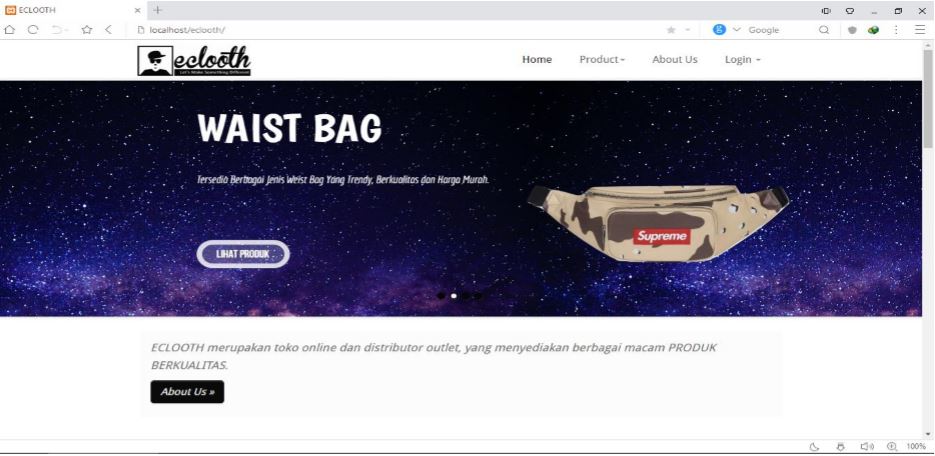 ECLOOTH
localhost/eclooth/
Google
eclooth
Let's Make Something Different
Home Product About Us Login
WAIST BAG
Tersedia Berbagai Jenis Weist Bag Yang Trendy, Berkualitas dan Harga Murah.
Supreme
LIHAT PRODUK
ECLOOTH merupakan toko online dan distributor outlet, yang menyediakan berbagai macam PRODUK
BERKUALITAS.
About Us »
100%